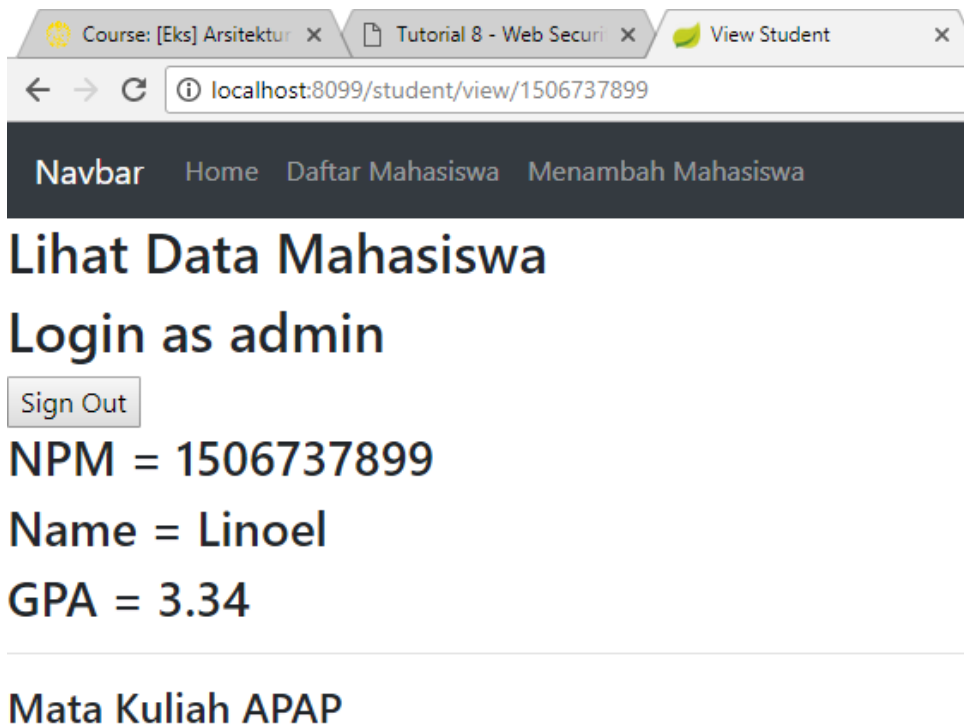 Course: [Eks] Arsitektur
Tutorial 8 - Web Securi
View Student
localhost:8099/student/view/1506737899
Navbar Home Daftar Mahasiswa Menambah Mahasiswa
Lihat Data Mahasiswa
Login as admin
Sign Out
NPM = 1506737899
Name = Linoel
GPA = 3.34
Mata Kuliah APAP